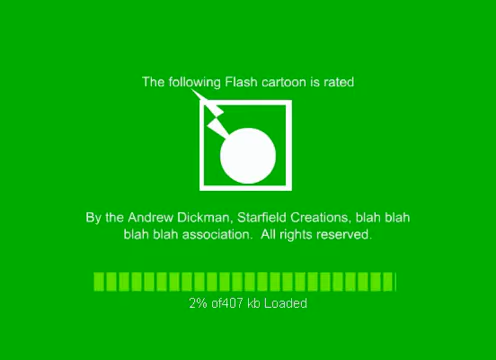 The following Flash cartoon is rated
By the Andrew Dickman, Starfield Creations, blah blah
blah blah association. All rights reserved.
2% of407 kb Loaded